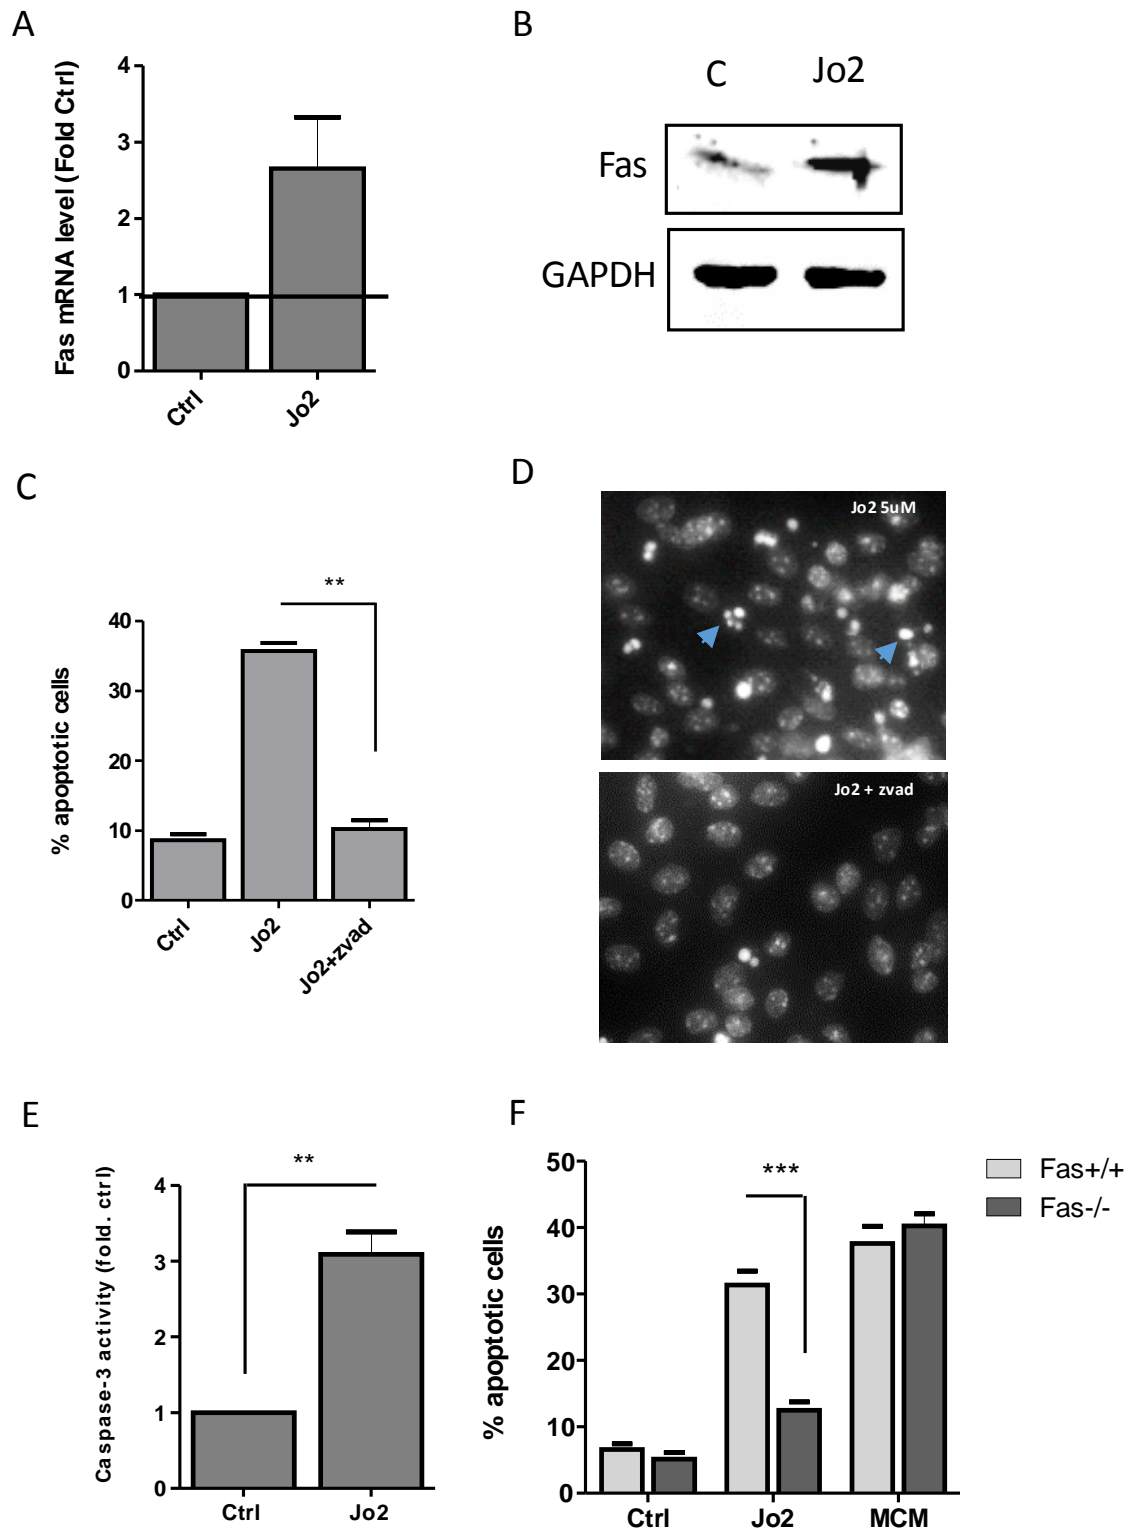 A
Fas mRNA level (Fold Ctrl)
4
3
2
1
0
Ctrl
Jo2
B
C
Jo2
Fas
GAPDH
C
% apoptotic cells
40
30
20
10
0
**
Ctrl
Jo2
Jo2+zvad
D
Jo2 5uM
Jo2 + zvad
E
Caspase-3 activity (fold. ctrl)
4
3
2
1
0
**
Ctrl
Jo2
F
% apoptotic cells
50
40
30
20
10
0
***
Ctrl
Jo2
MCM
Fas+/+
Fas-/-